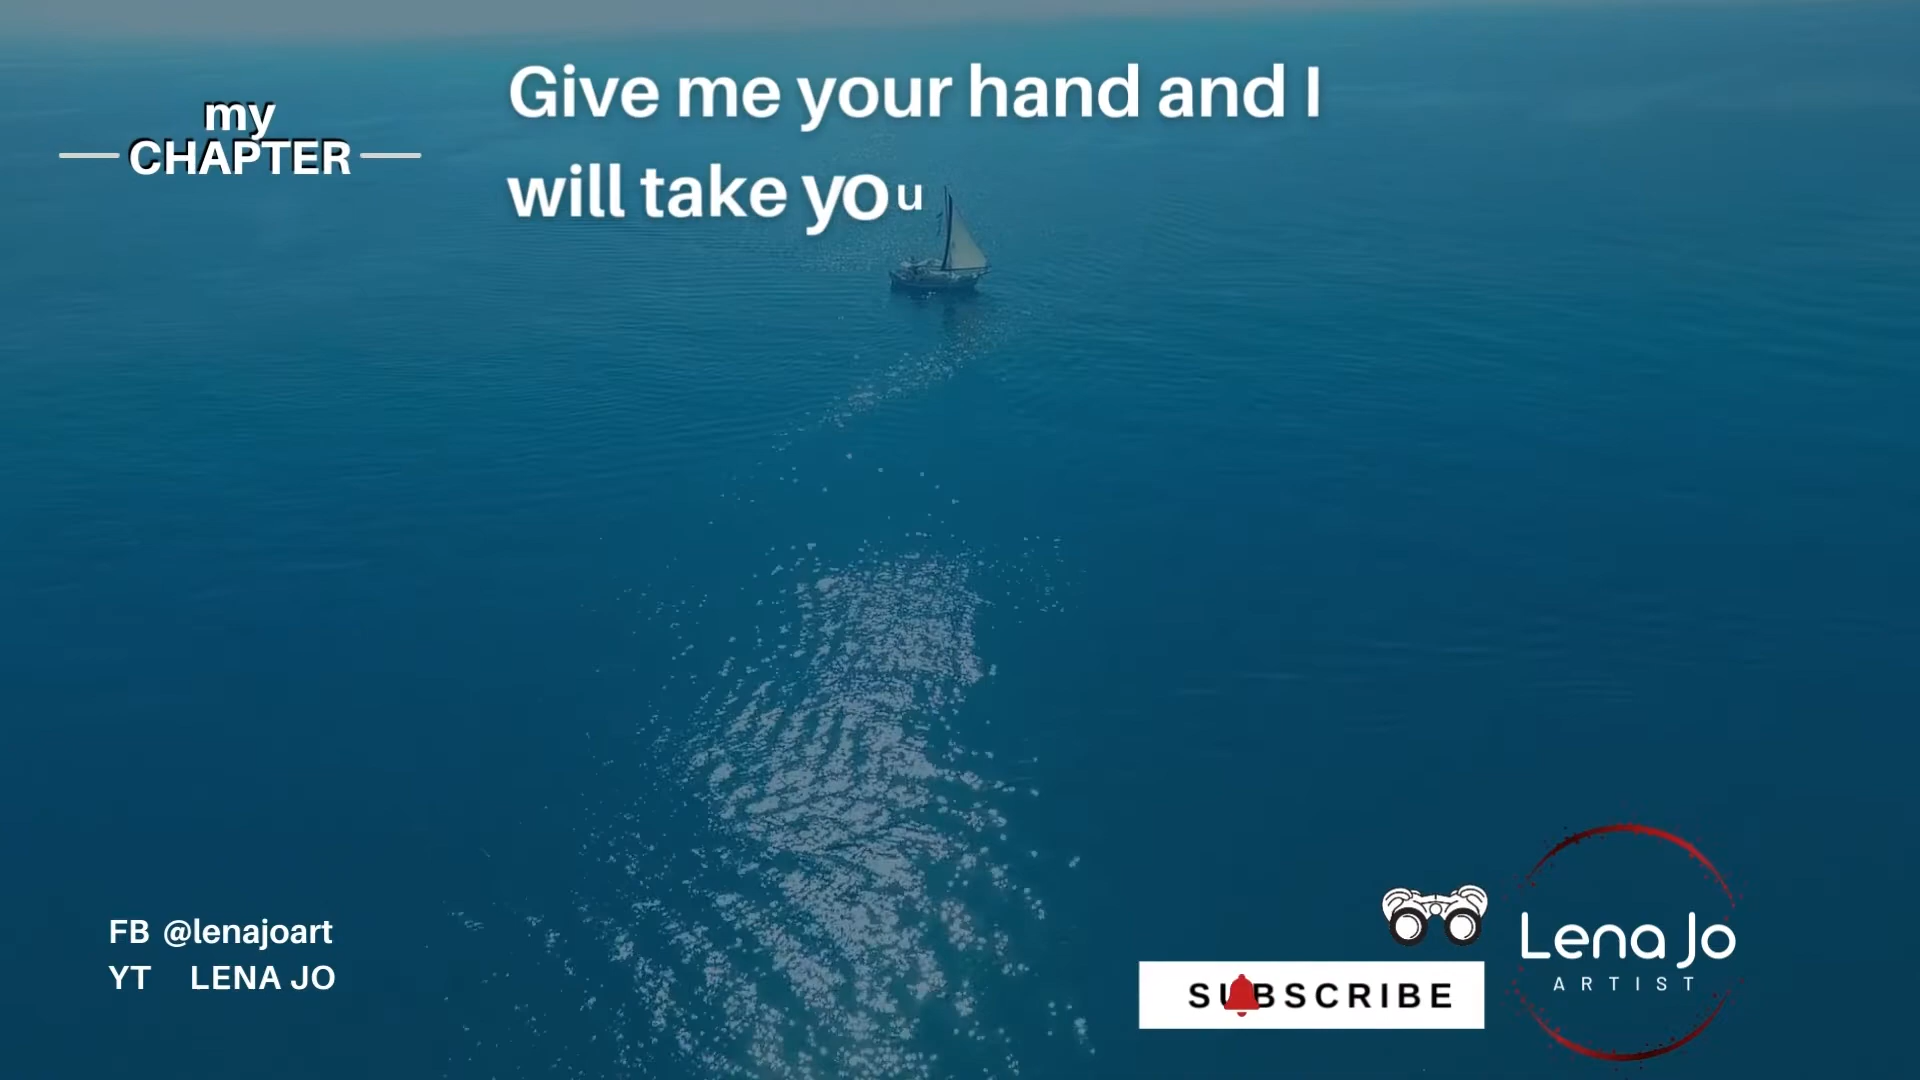 my
CHAPTER
Give me your hand and I
will take you
FB @lenajoart
YT LENA JO
SUBSCRIBE
Lena Jo
ARTIST